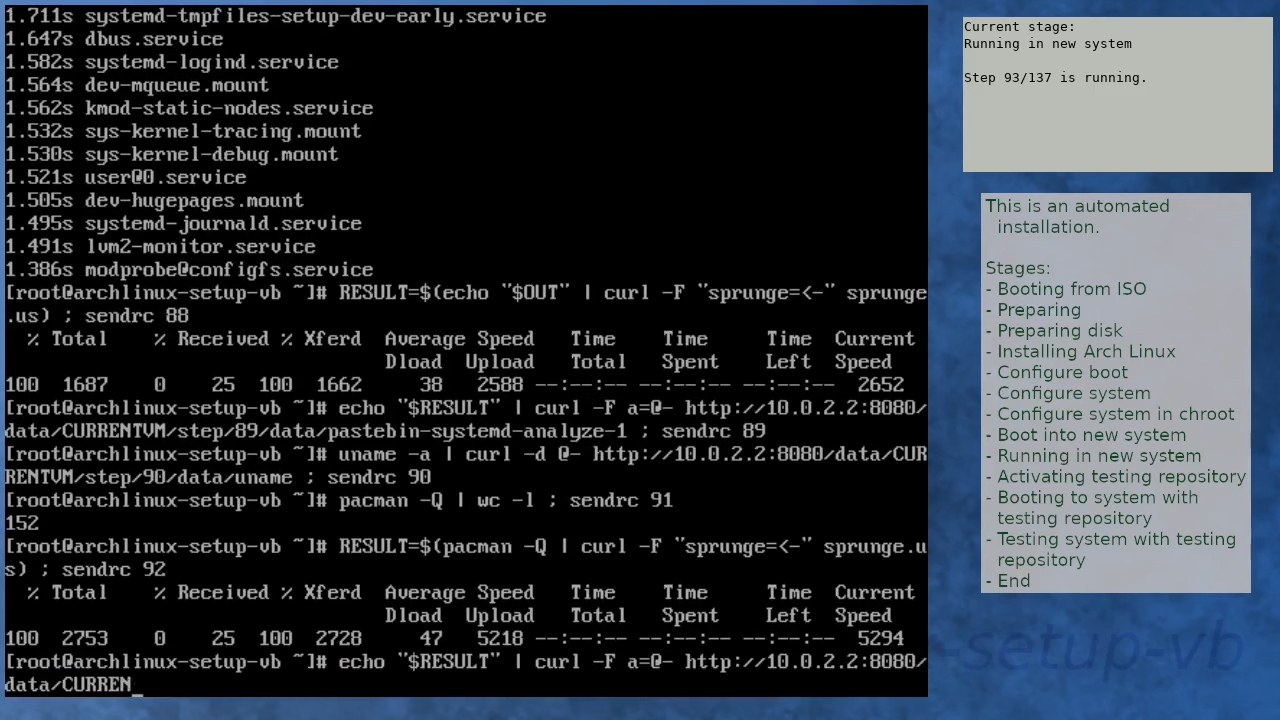 1.711s systemd-tmpfiles-setup-dev-early.service
1.647s dbus.service
1.582s systemd-logind.service
1.564s dev-mqueue.mount
1.562s kmod-static-nodes.service
1.532s sys-kernel-tracing.mount
1.530s sys-kernel-debug.mount
1.521s user@0.service
1.505s dev-hugepages.mount
1.495s systemd-journald.service
1.491s lvm2-monitor.service
1.386s modprobe@configfs.service
[root@archlinux-setup-vb ~]# RESULT=$(echo "$OUT" | curl -F "sprunge=<-" sprunge
.us) ; sendrc 88
  % Total    % Received % Xferd  Average Speed   Time    Time     Time  Current
                                 Dload  Upload   Total   Spent    Left  Speed
100  1687    0    25  100  1662     38   2588 --:--:-- --:--:-- --:--:--  2652
[root@archlinux-setup-vb ~]# echo "$RESULT" | curl -F a=@- http://10.0.2.2:8080/
data/CURRENTVM/step/89/data/pastebin-systemd-analyze-1 ; sendrc 89
[root@archlinux-setup-vb ~]# uname -a | curl -d @- http://10.0.2.2:8080/data/CUR
RENTVM/step/90/data/uname ; sendrc 90
[root@archlinux-setup-vb ~]# pacman -Q | wc -l ; sendrc 91
152
[root@archlinux-setup-vb ~]# RESULT=$(pacman -Q | curl -F "sprunge=<-" sprunge.u
s) ; sendrc 92
  % Total    % Received % Xferd  Average Speed   Time    Time     Time  Current
                                 Dload  Upload   Total   Spent    Left  Speed
100  2753    0    25  100  2728     47   5218 --:--:-- --:--:-- --:--:--  5294
[root@archlinux-setup-vb ~]# echo "$RESULT" | curl -F a=@- http://10.0.2.2:8080/
data/CURREN_
Current stage:
Running in new system
Step 93/137 is running.
This is an automated
installation.
Stages:
- Booting from ISO
- Preparing
- Preparing disk
- Installing Arch Linux
- Configure boot
- Configure system
- Configure system in chroot
- Boot into new system
- Running in new system
- Activating testing repository
- Booting to system with
testing repository
- Testing system with testing
repository
- End
-setup-vb